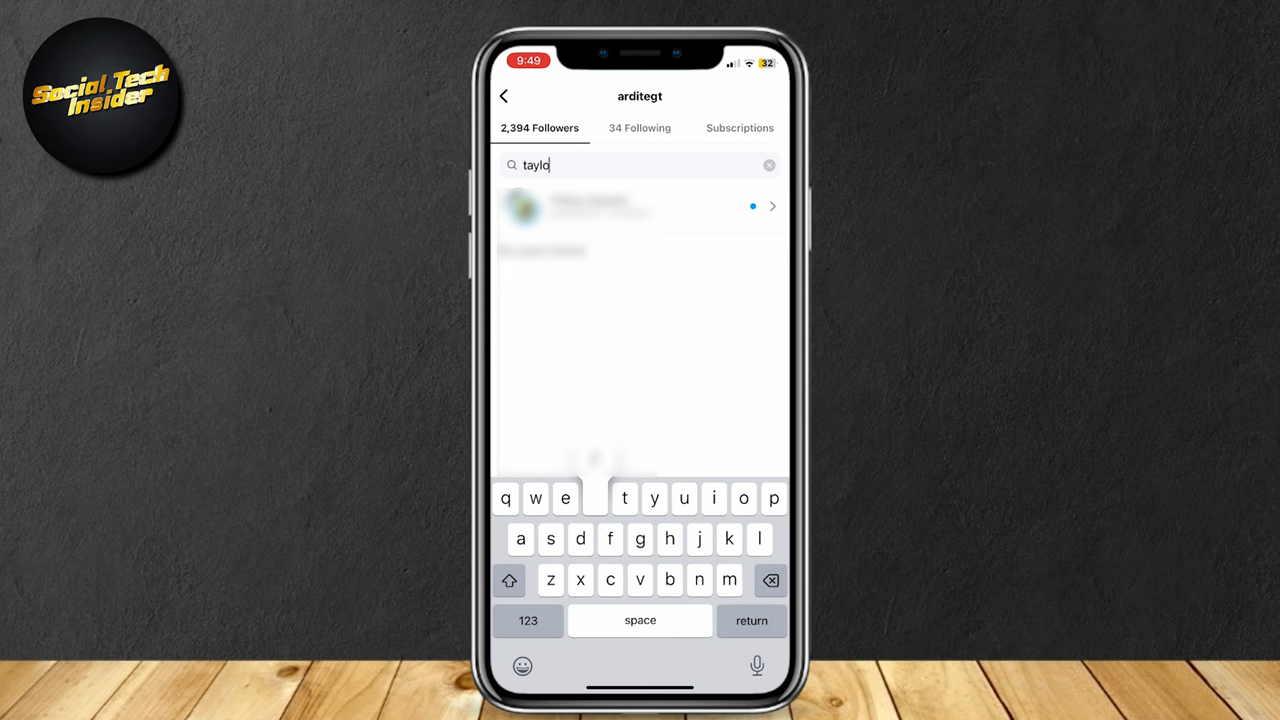 Social Tech
Insider
9:49
32
arditegt
2,394 Followers
34 Following
Subscriptions
taylo
q w e t y u i o p
a s d f g h j k l
z x c v b n m
123
space
return